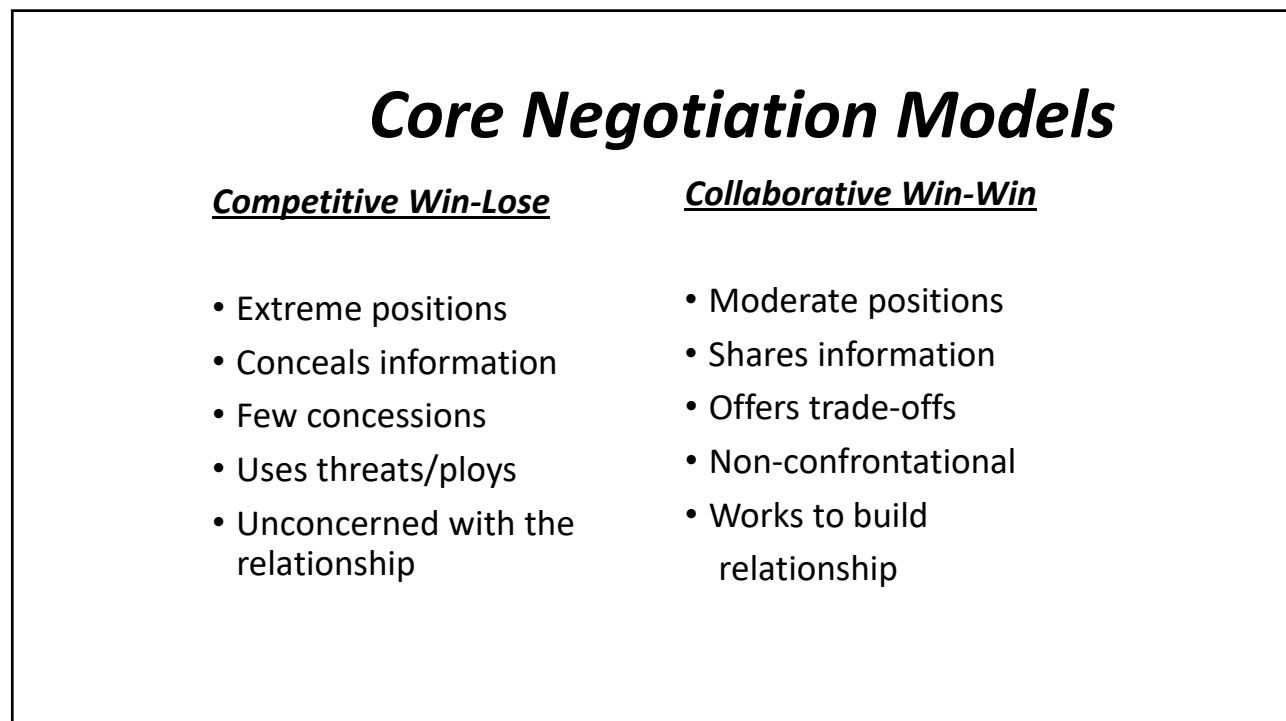 Core Negotiation Models
Competitive Win-Lose
• Extreme positions
• Conceals information
• Few concessions
• Uses threats/ploys
• Unconcerned with the
relationship
Collaborative Win-Win
• Moderate positions
• Shares information
• Offers trade-offs
• Non-confrontational
• Works to build
relationship